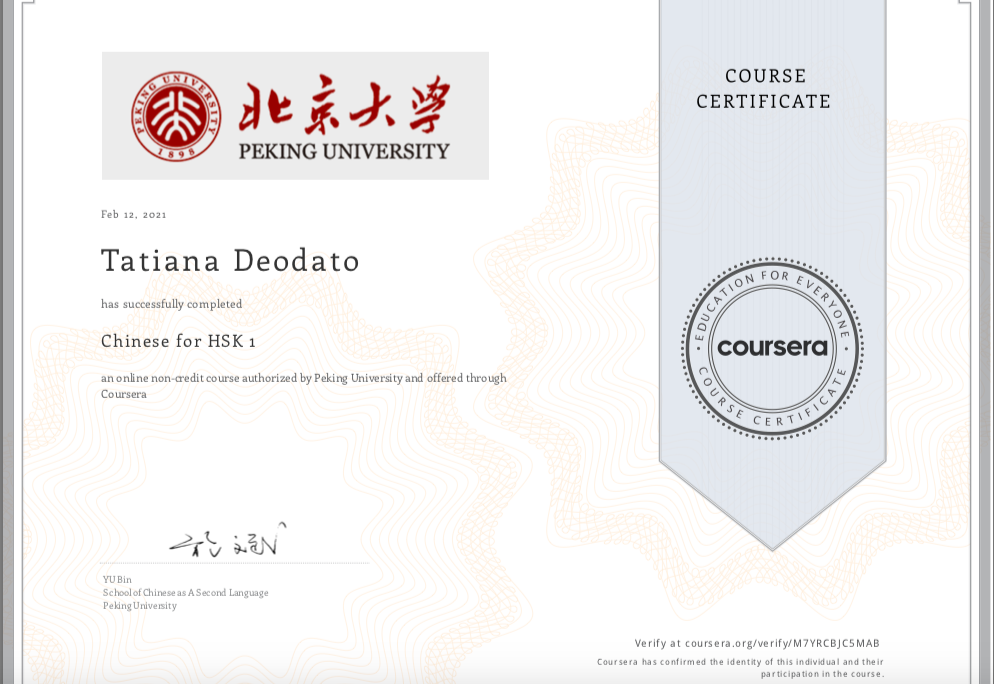 PEKING UNIVERSITY
1898
北京大学
PEKING UNIVERSITY
Feb 12, 2021
Tatiana Deodato
has successfully completed
Chinese for HSK 1
an online non-credit course authorized by Peking University and offered through
Coursera
YU Bin
School of Chinese as A Second Language
Peking University
COURSE
CERTIFICATE
EDUCATION FOR EVERYONE
coursera
COURSE CERTIFICATE
Verify at coursera.org/verify/M7YRCBJC5MAB
Coursera has confirmed the identity of this individual and their
participation in the course.